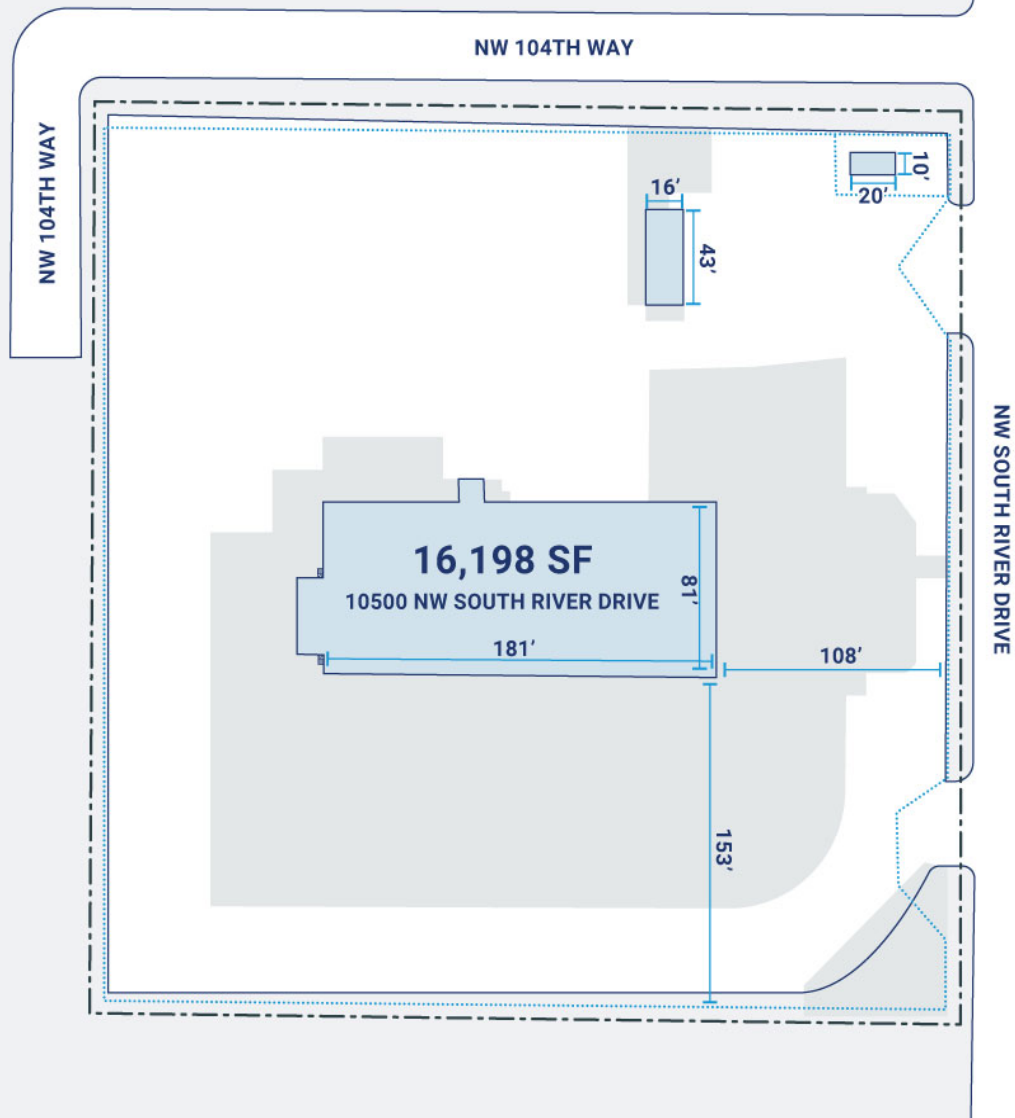 NW 104TH WAY
NW 104TH WAY
10′
20′
16′
43′
NW SOUTH RIVER DRIVE
16,198 SF
10500 NW SOUTH RIVER DRIVE
81′
181′
108′
153′